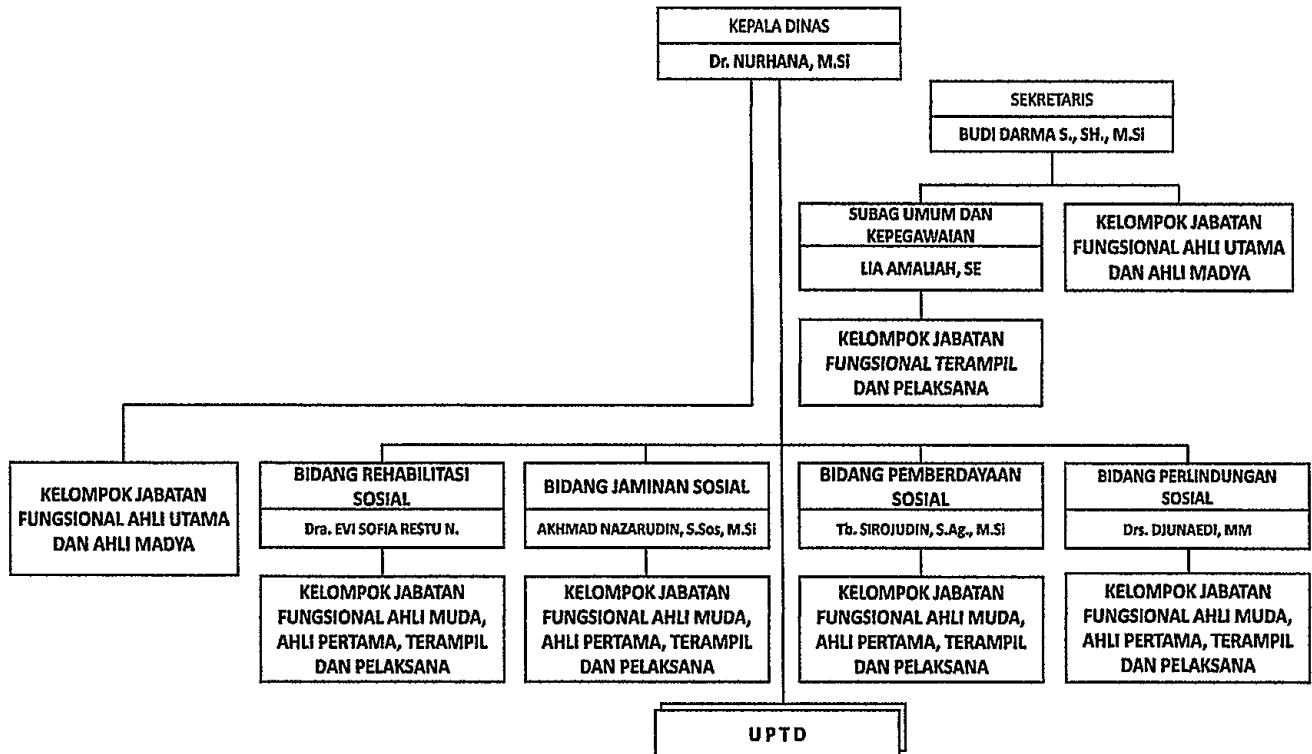 KEPALA DINAS
Dr. NURHANA, M.Si
SEKRETARIS
BUDI DARMA S., SH., M.Si
SUBAG UMUM DAN
KEPEGAWAIAN
LIA AMALIAH, SE
KELOMPOK JABATAN
FUNGSIONAL AHLI UTAMA
DAN AHLI MADYA
KELOMPOK JABATAN
FUNGSIONAL TERAMPIL
DAN PELAKSANA
KELOMPOK JABATAN
FUNGSIONAL AHLI UTAMA
DAN AHLI MADYA
BIDANG REHABILITASI
SOSIAL
Dra. EVI SOFIA RESTU N.
BIDANG JAMINAN SOSIAL
AKHMAD NAZARUDIN, S.Sos, M.Si
BIDANG PEMBERDAYAAN
SOSIAL
Tb. SIROJUDIN, S.Ag., M.Si
BIDANG PERLINDUNGAN
SOSIAL
Drs. DJUNAEDI, MM
KELOMPOK JABATAN
FUNGSIONAL AHLI MUDA,
AHLI PERTAMA, TERAMPIL
DAN PELAKSANA
KELOMPOK JABATAN
FUNGSIONAL AHLI MUDA,
AHLI PERTAMA, TERAMPIL
DAN PELAKSANA
KELOMPOK JABATAN
FUNGSIONAL AHLI MUDA,
AHLI PERTAMA, TERAMPIL
DAN PELAKSANA
KELOMPOK JABATAN
FUNGSIONAL AHLI MUDA,
AHLI PERTAMA, TERAMPIL
DAN PELAKSANA
UPTD